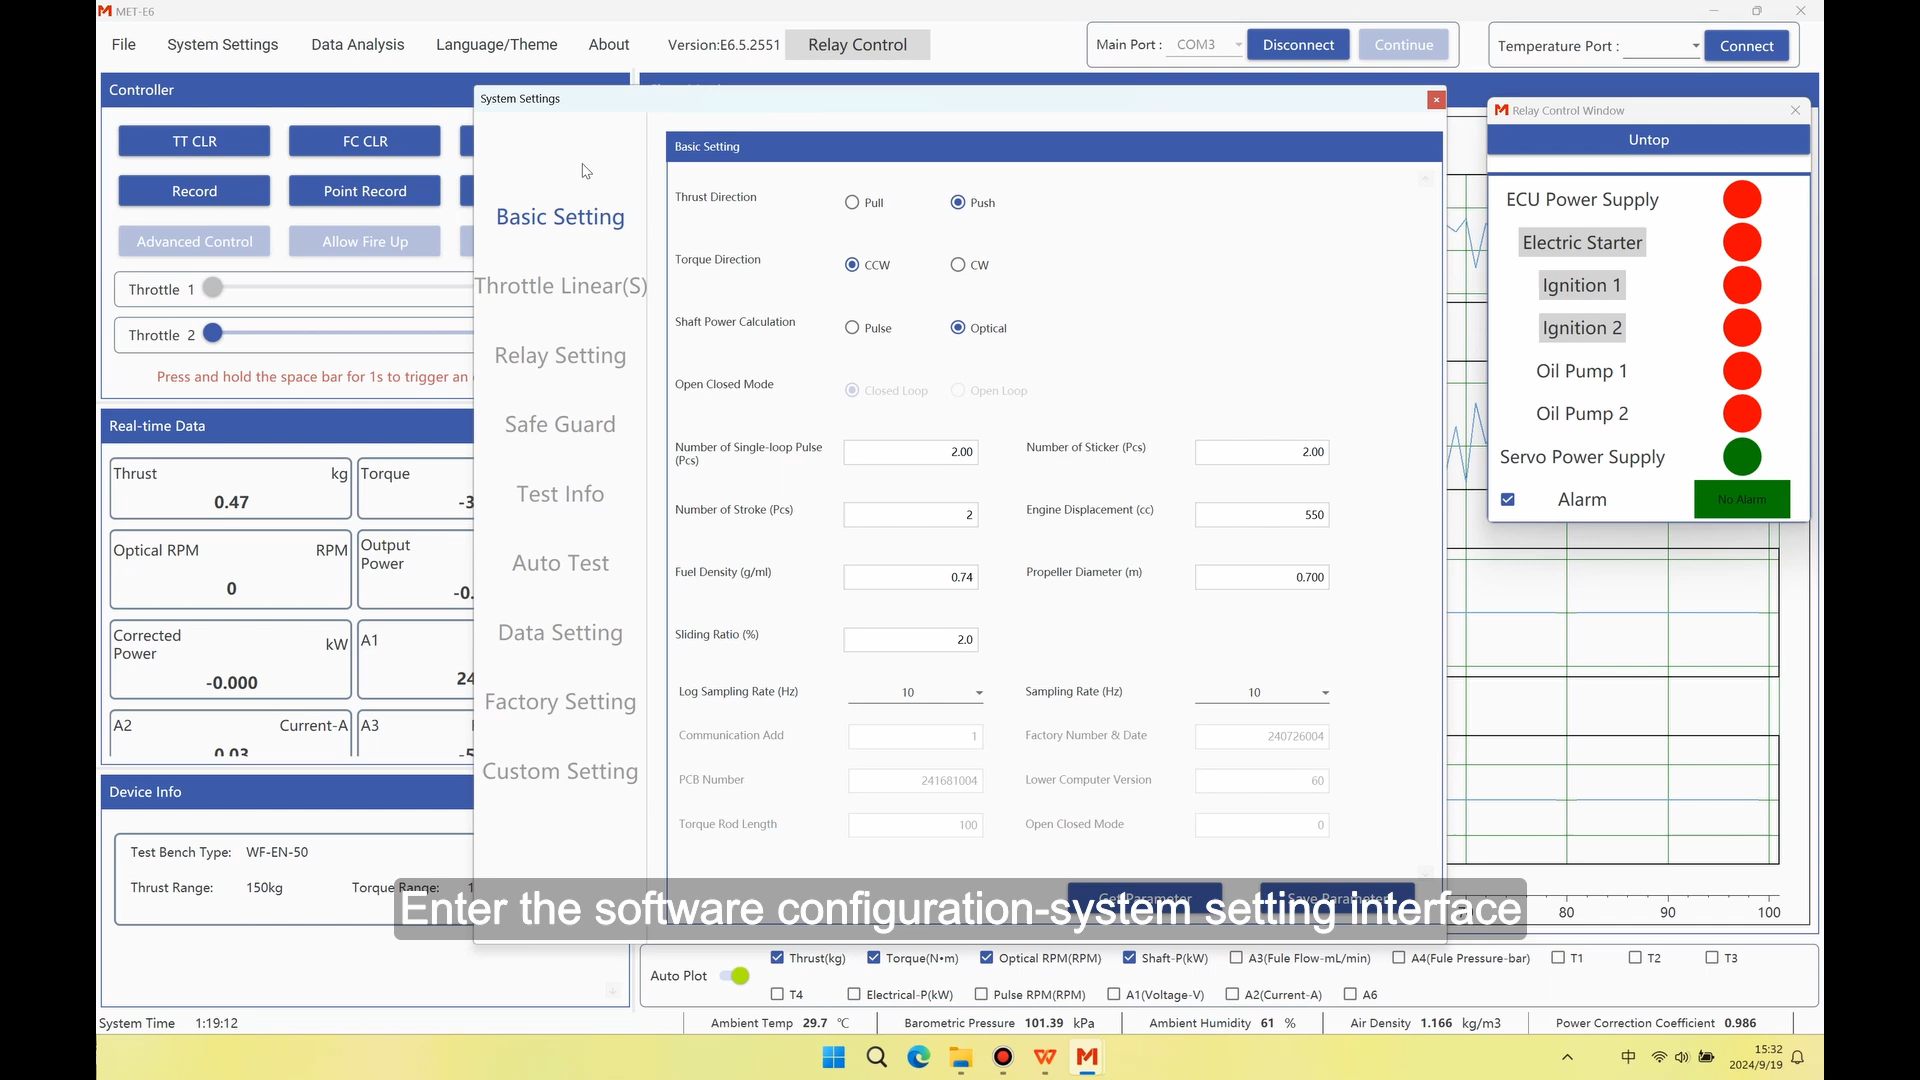 MET-E6
File System Settings Data Analysis Language/Theme About Version:E6.5.2551 Relay Control
Main Port : COM3 Disconnect Continue
Temperature Port : Connect
Controller
TT CLR FC CLR
Record Point Record
Advanced Control Allow Fire Up
Throttle 1
Throttle 2
Press and hold the space bar for 1s to trigger an
Real-time Data
Thrust kg
0.47
Torque
-3
Optical RPM RPM
0
Output
Power
-0.
Corrected
Power kW
-0.000
A1
24
A2 Current-A
0.03
A3
-5
Device Info
Test Bench Type: WF-EN-50
Thrust Range: 150kg Torque Range: 1
System Settings
Basic Setting
Throttle Linear(S)
Relay Setting
Safe Guard
Test Info
Auto Test
Data Setting
Factory Setting
Custom Setting
Basic Setting
Thrust Direction Pull Push
Torque Direction CCW CW
Shaft Power Calculation Pulse Optical
Open Closed Mode Closed Loop Open Loop
Number of Single-loop Pulse
(Pcs) 2.00 Number of Sticker (Pcs) 2.00
Number of Stroke (Pcs) 2 Engine Displacement (cc) 550
Fuel Density (g/ml) 0.74 Propeller Diameter (m) 0.700
Sliding Ratio (%) 2.0
Log Sampling Rate (Hz) 10 Sampling Rate (Hz) 10
Communication Add 1 Factory Number & Date 240726004
PCB Number 241681004 Lower Computer Version 60
Torque Rod Length 100 Open Closed Mode 0
Get Parameter Save Parameter
Enter the software configuration-system setting interface
Relay Control Window
Untop
ECU Power Supply
Electric Starter
Ignition 1
Ignition 2
Oil Pump 1
Oil Pump 2
Servo Power Supply
Alarm No Alarm
80 90 100
Auto Plot
Thrust(kg) Torque(N•m) Optical RPM(RPM) Shaft-P(kW) A3(Fule Flow-mL/min) A4(Fule Pressure-bar) T1 T2 T3
T4 Electrical-P(kW) Pulse RPM(RPM) A1(Voltage-V) A2(Current-A) A6
System Time 1:19:12
Ambient Temp 29.7 ℃ Barometric Pressure 101.39 kPa Ambient Humidity 61 % Air Density 1.166 kg/m3 Power Correction Coefficient 0.986
中
15:32
2024/9/19